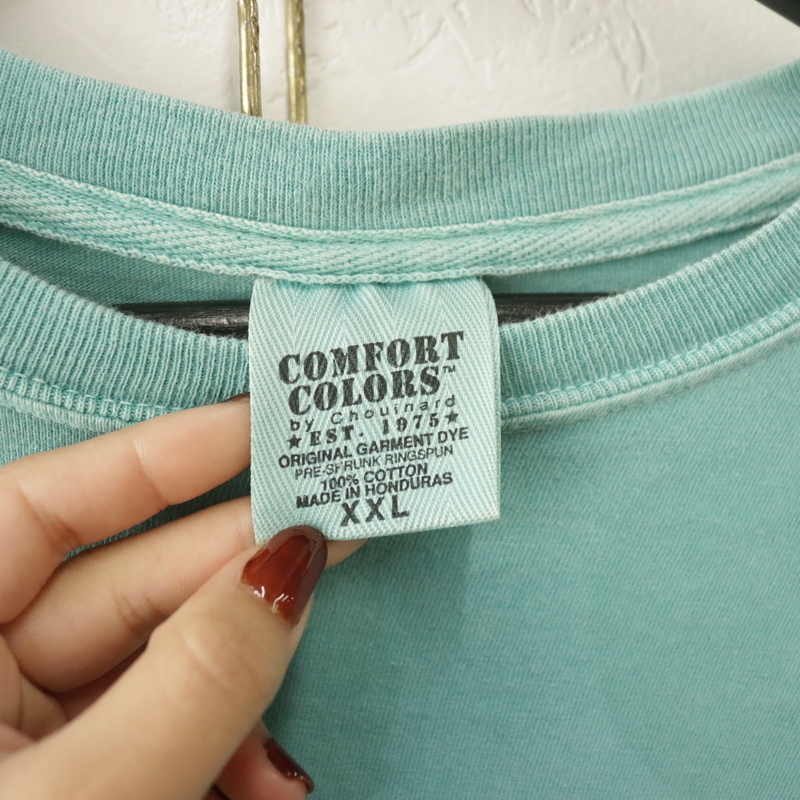 COMFORT
COLORS™
by Chouinard
★EST. 1975★
ORIGINAL GARMENT DYE
PRE-SHRUNK RINGSPUN
100% COTTON
MADE IN HONDURAS
XXL